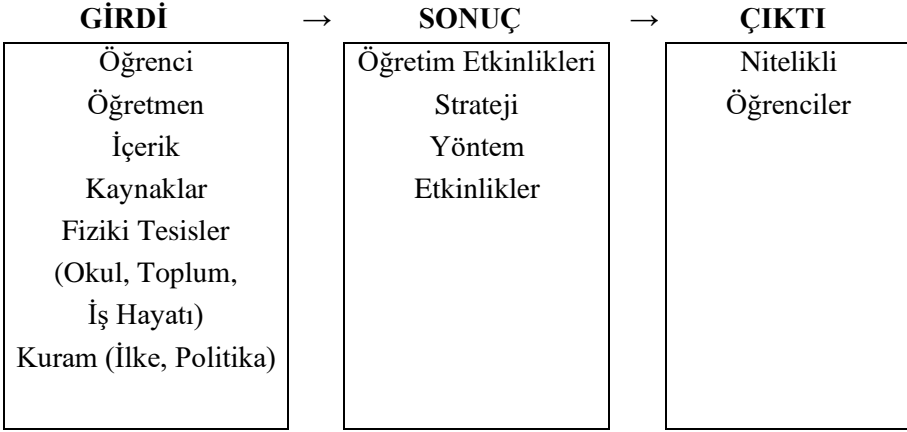 GİRDİ → SONUÇ → ÇIKTI
Öğrenci
Öğretmen
İçerik
Kaynaklar
Fiziki Tesisler
(Okul, Toplum,
İş Hayatı)
Kuram (İlke, Politika)
Öğretim Etkinlikleri
Strateji
Yöntem
Etkinlikler
Nitelikli
Öğrenciler